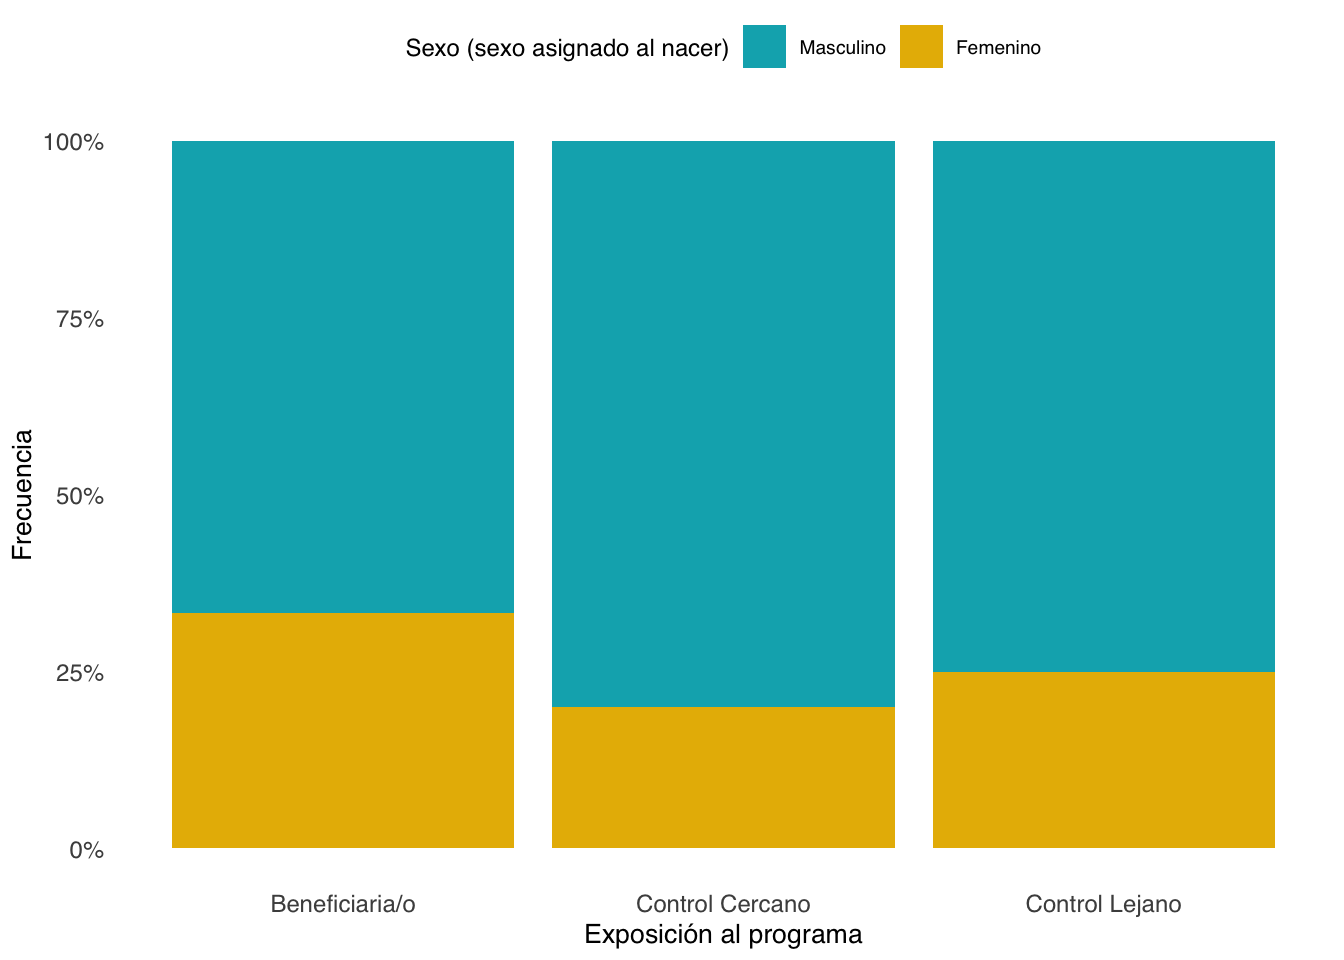 Sexo (sexo asignado al nacer) Masculino Femenino
100%
75%
50%
25%
0%
Frecuencia
Beneficiaria/o Control Cercano Control Lejano
Exposición al programa